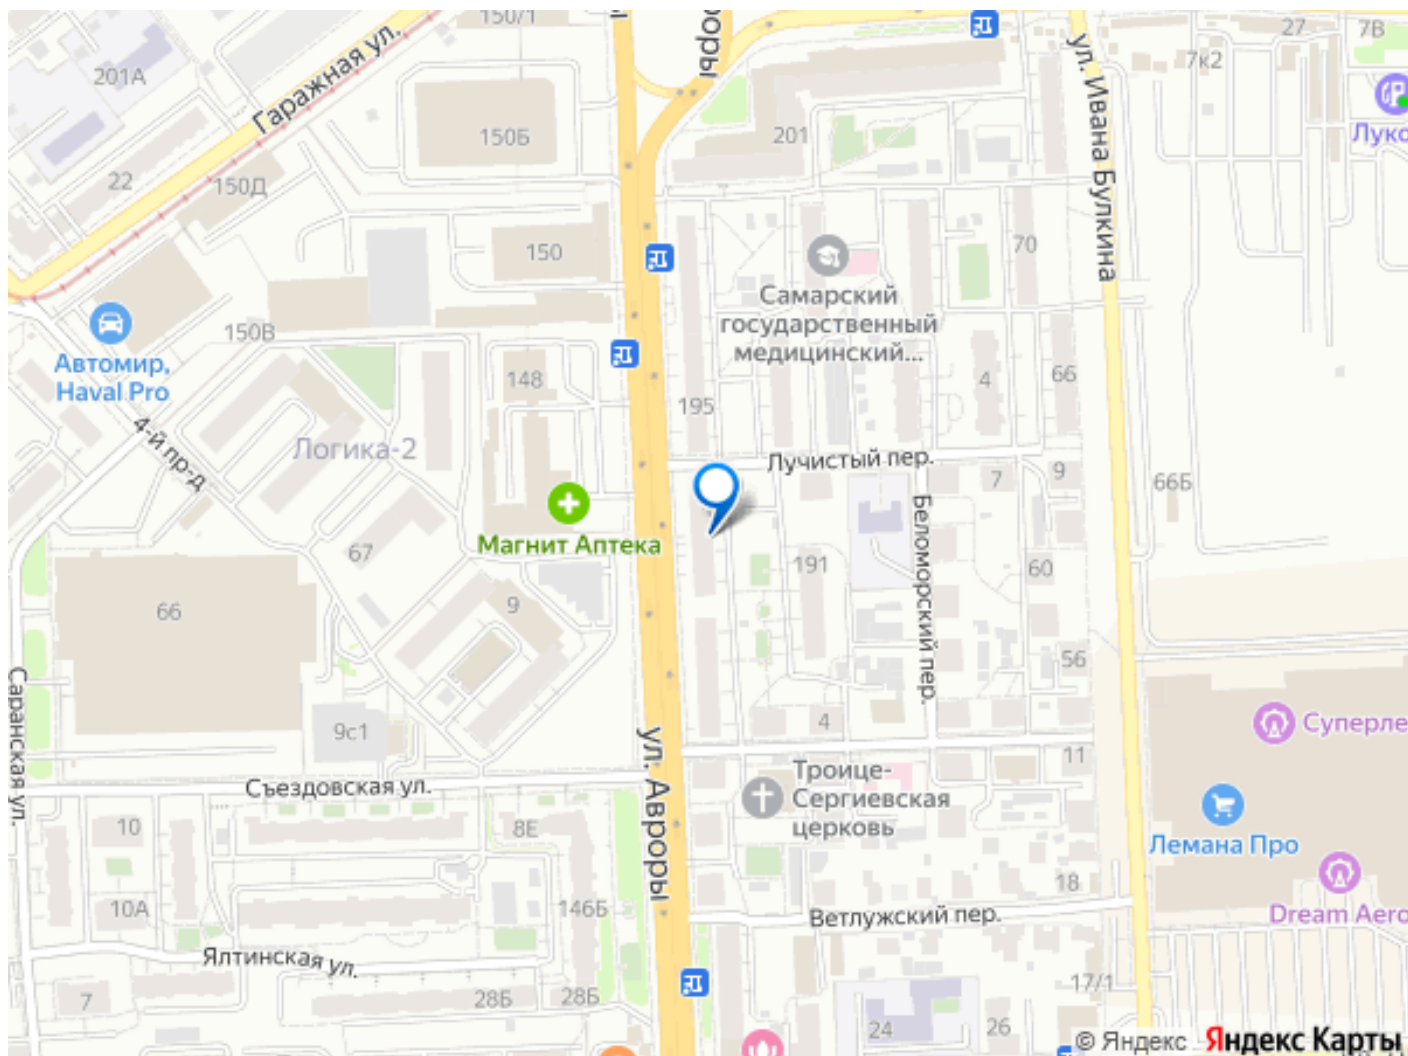 150/1
ы
роры
27
7В
7к2
201А
Гаражная ул.
ул. Ивана Булкина
150Б
201
Луко
22
150Д
150
70
Самарский
государственный
медицинский...
150В
Автомир,
Haval Pro
148
195
4
66
4-й пр-д
Логика-2
Лучистый пер.
7
9
66Б
Беломорский пер.
Магнит Аптека
67
191
60
66
9
56
Саранская ул.
9с1
4
Суперле
ул. Авроры
11
Съездовская ул.
Троице-
Сергиевская
церковь
10
8Е
Лемана Про
18
10А
146Б
Ветлужский пер.
Dream Aero
Ялтинская ул.
17/1
7
28Б
28Б
24
26
© Яндекс Яндекс Карты